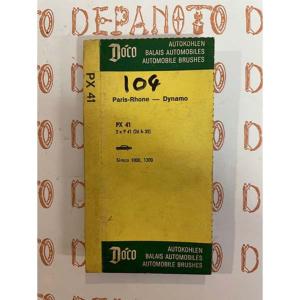 DEPANOTO
Doco
AUTOKOHLEN
BALAIS AUTOMOBILES
AUTOMOBILE BRUSHES
104
Paris-Rhone — Dynamo
PX 41
PX 41
Simca 1000, 1300
Doco
AUTOKOHLEN
BALAIS AUTOMOBILES
AUTOMOBILE BRUSHES